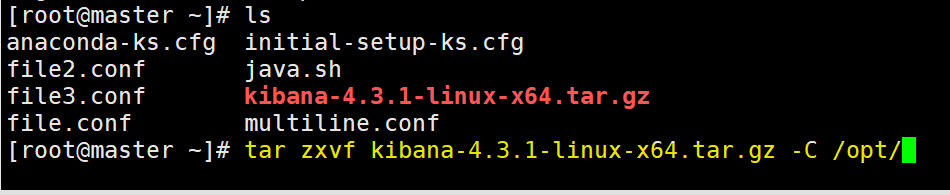 [root@master ~]# ls
anaconda-ks.cfg  initial-setup-ks.cfg
file2.conf       java.sh
file3.conf       kibana-4.3.1-linux-x64.tar.gz
file.conf        multiline.conf
[root@master ~]# tar zxvf kibana-4.3.1-linux-x64.tar.gz -C /opt/